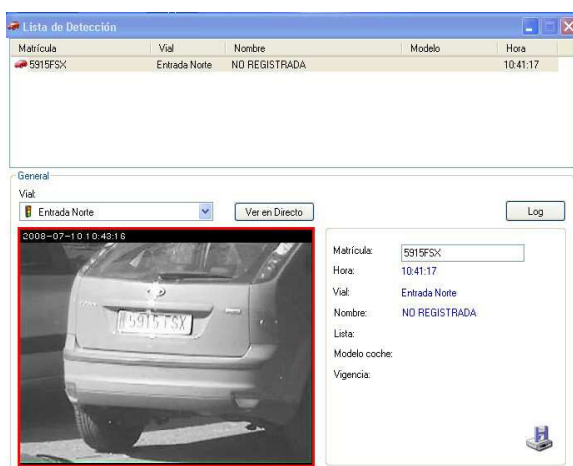 Lista de Detección
Matrícula Vial Nombre Modelo Hora
5915FSX Entrada Norte NO REGISTRADA 10:41:17
General
Vial:
Entrada Norte Ver en Directo Log
2008-07-10 10:43:16
5915 FSX
Matrícula: 5915FSX
Hora: 10:41:17
Vial: Entrada Norte
Nombre: NO REGISTRADA
Lista:
Modelo coche:
Vigencia: